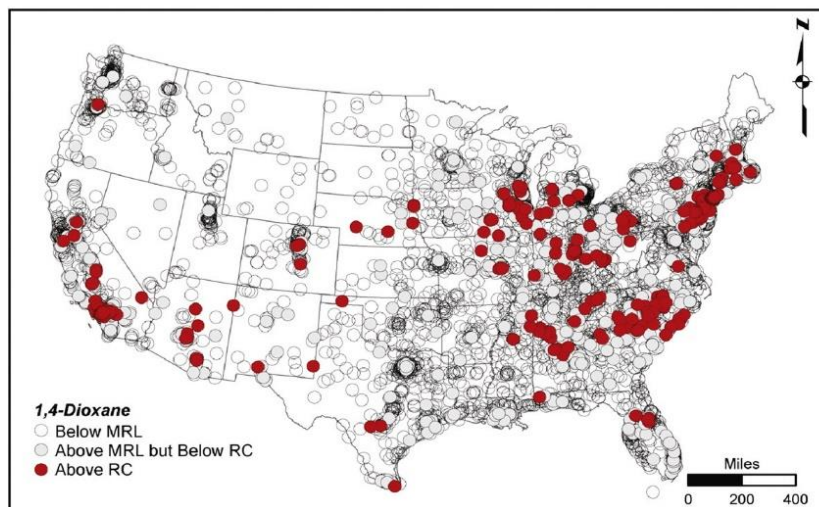 Z
1,4-Dioxane
Below MRL
Above MRL but Below RC
Above RC
Miles
0 200 400